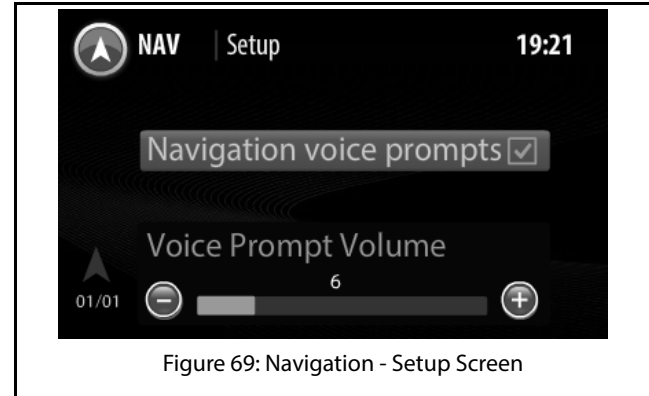 NAV Setup 19:21
Navigation voice prompts
Voice Prompt Volume
6
01/01
Figure 69: Navigation - Setup Screen